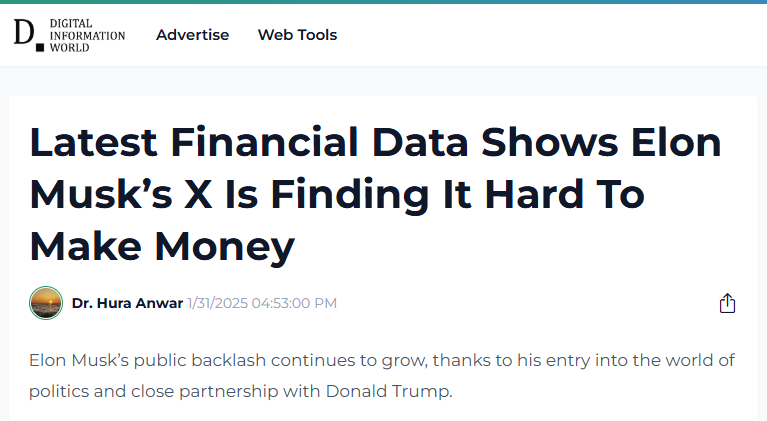 D.
DIGITAL
INFORMATION
WORLD
Advertise
Web Tools
Latest Financial Data Shows Elon
Musk’s X Is Finding It Hard To
Make Money
Dr. Hura Anwar 1/31/2025 04:53:00 PM
Elon Musk’s public backlash continues to grow, thanks to his entry into the world of
politics and close partnership with Donald Trump.